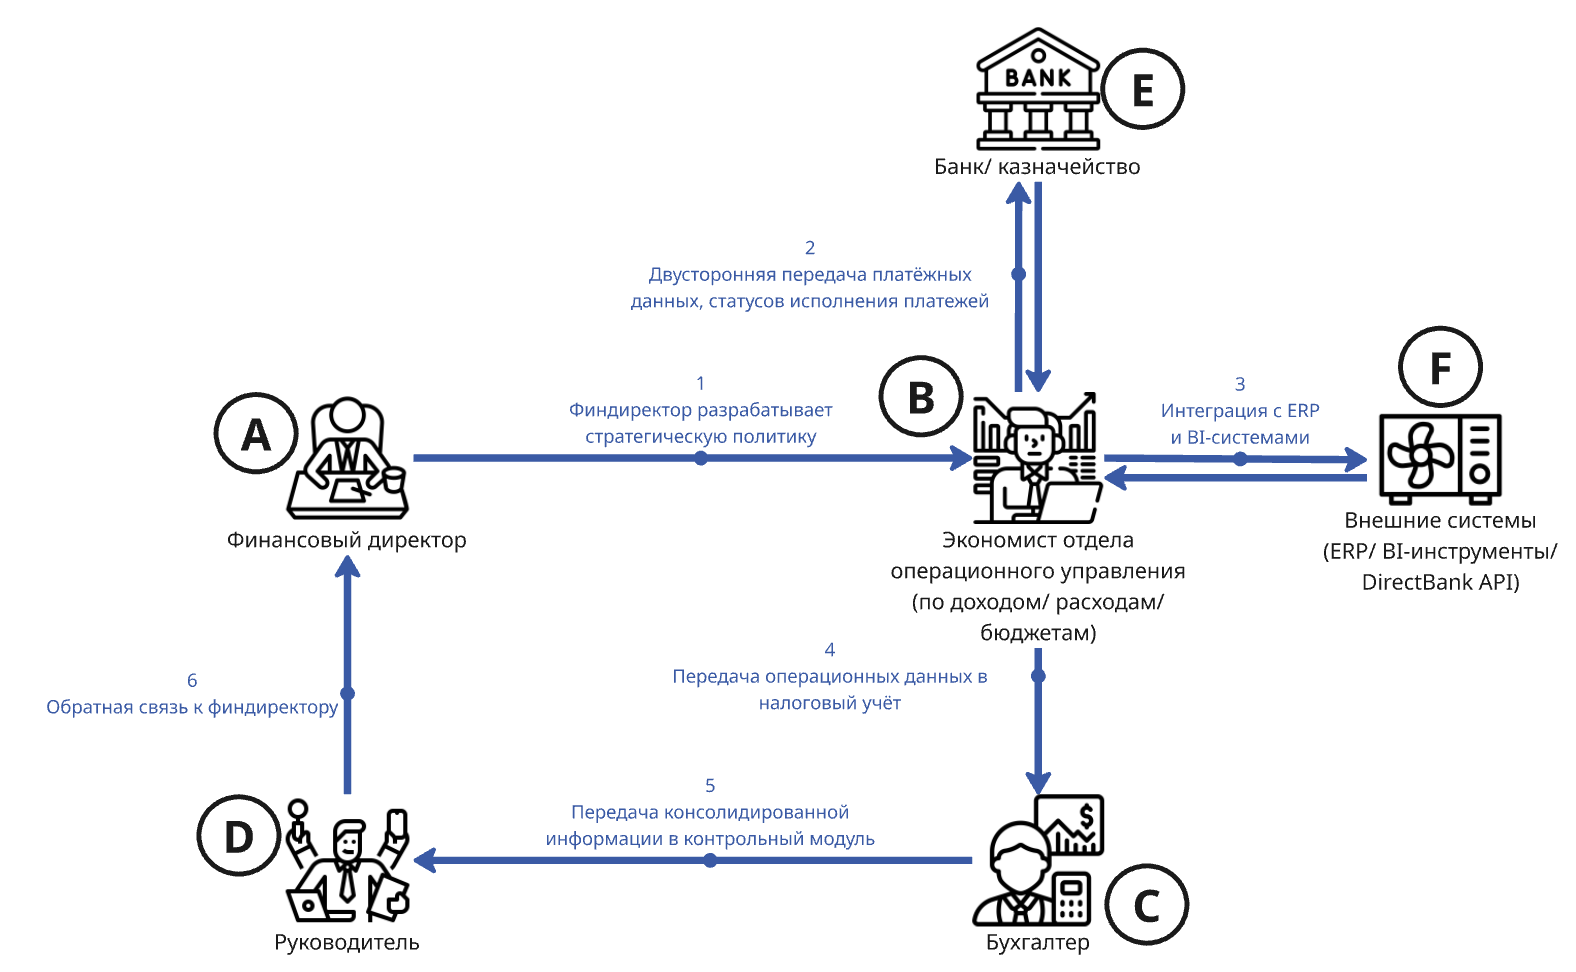 BANK
E
Банк/ казначейство
2
Двусторонняя передача платёжных
данных, статусов исполнения платежей
F
B
1
Финдиректор разрабатывает
стратегическую политику
3
Интеграция с ERP
и BI-системами
A
Финансовый директор
Экономист отдела
операционного управления
(по доходом/ расходам/
бюджетам)
Внешние системы
(ERP/ BI-инструменты/
DirectBank API)
4
Передача операционных данных в
налоговый учёт
6
Обратная связь к финдиректору
5
Передача консолидированной
информации в контрольный модуль
D
Руководитель
$
C
Бухгалтер